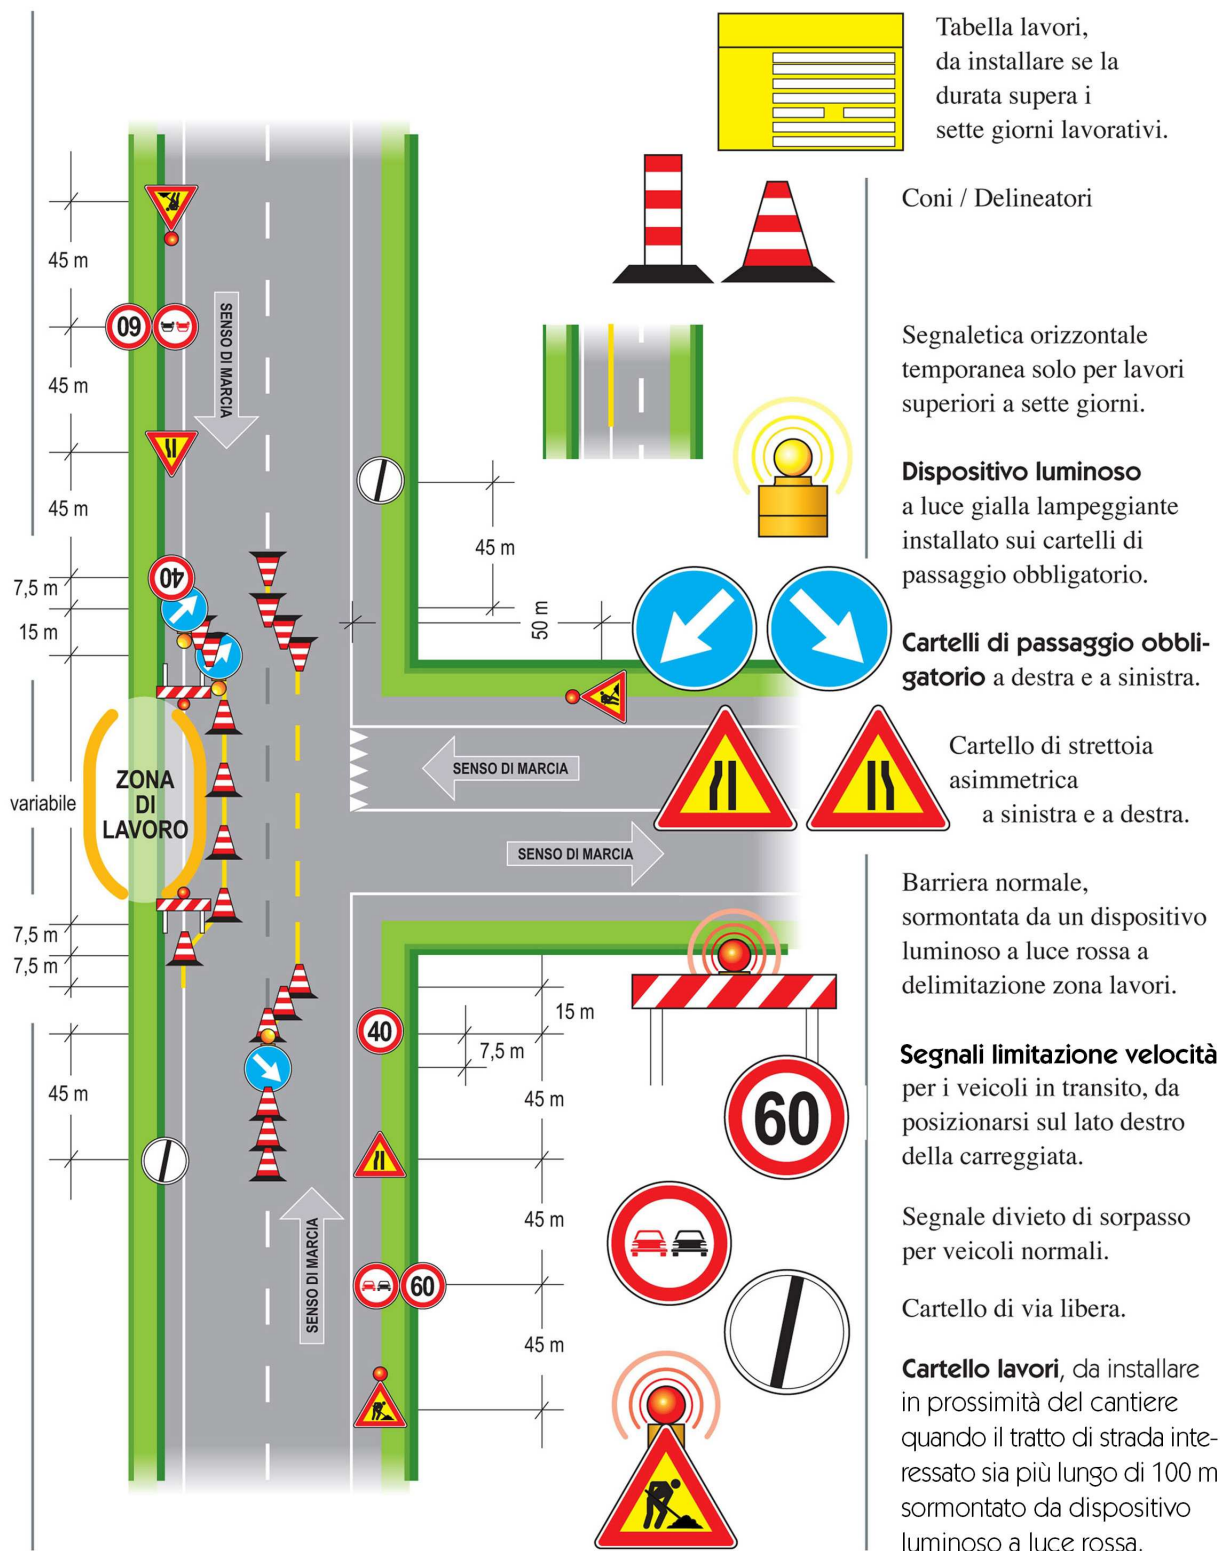 Tabella lavori,
da installare se la
durata supera i
sette giorni lavorativi.
Coni / Delineatori
Segnaletica orizzontale
temporanea solo per lavori
superiori a sette giorni.
Dispositivo luminoso
a luce gialla lampeggiante
installato sui cartelli di
passaggio obbligatorio.
Cartelli di passaggio obbli-
gatorio a destra e a sinistra.
Cartello di strettoia
asimmetrica
a sinistra e a destra.
Barriera normale,
sormontata da un dispositivo
luminoso a luce rossa a
delimitazione zona lavori.
Segnali limitazione velocità
per i veicoli in transito, da
posizionarsi sul lato destro
della carreggiata.
Segnale divieto di sorpasso
per veicoli normali.
Cartello di via libera.
Cartello lavori, da installare
in prossimità del cantiere
quando il tratto di strada inte-
ressato sia più lungo di 100 m
sormontato da dispositivo
luminoso a luce rossa.
45 m
60
45 m
SENSO DI MARCIA
45 m
40
7,5 m
15 m
variabile
ZONA
DI
LAVORO
7,5 m
7,5 m
45 m
45 m
50 m
SENSO DI MARCIA
SENSO DI MARCIA
15 m
40
7,5 m
45 m
45 m
SENSO DI MARCIA
60
45 m
60